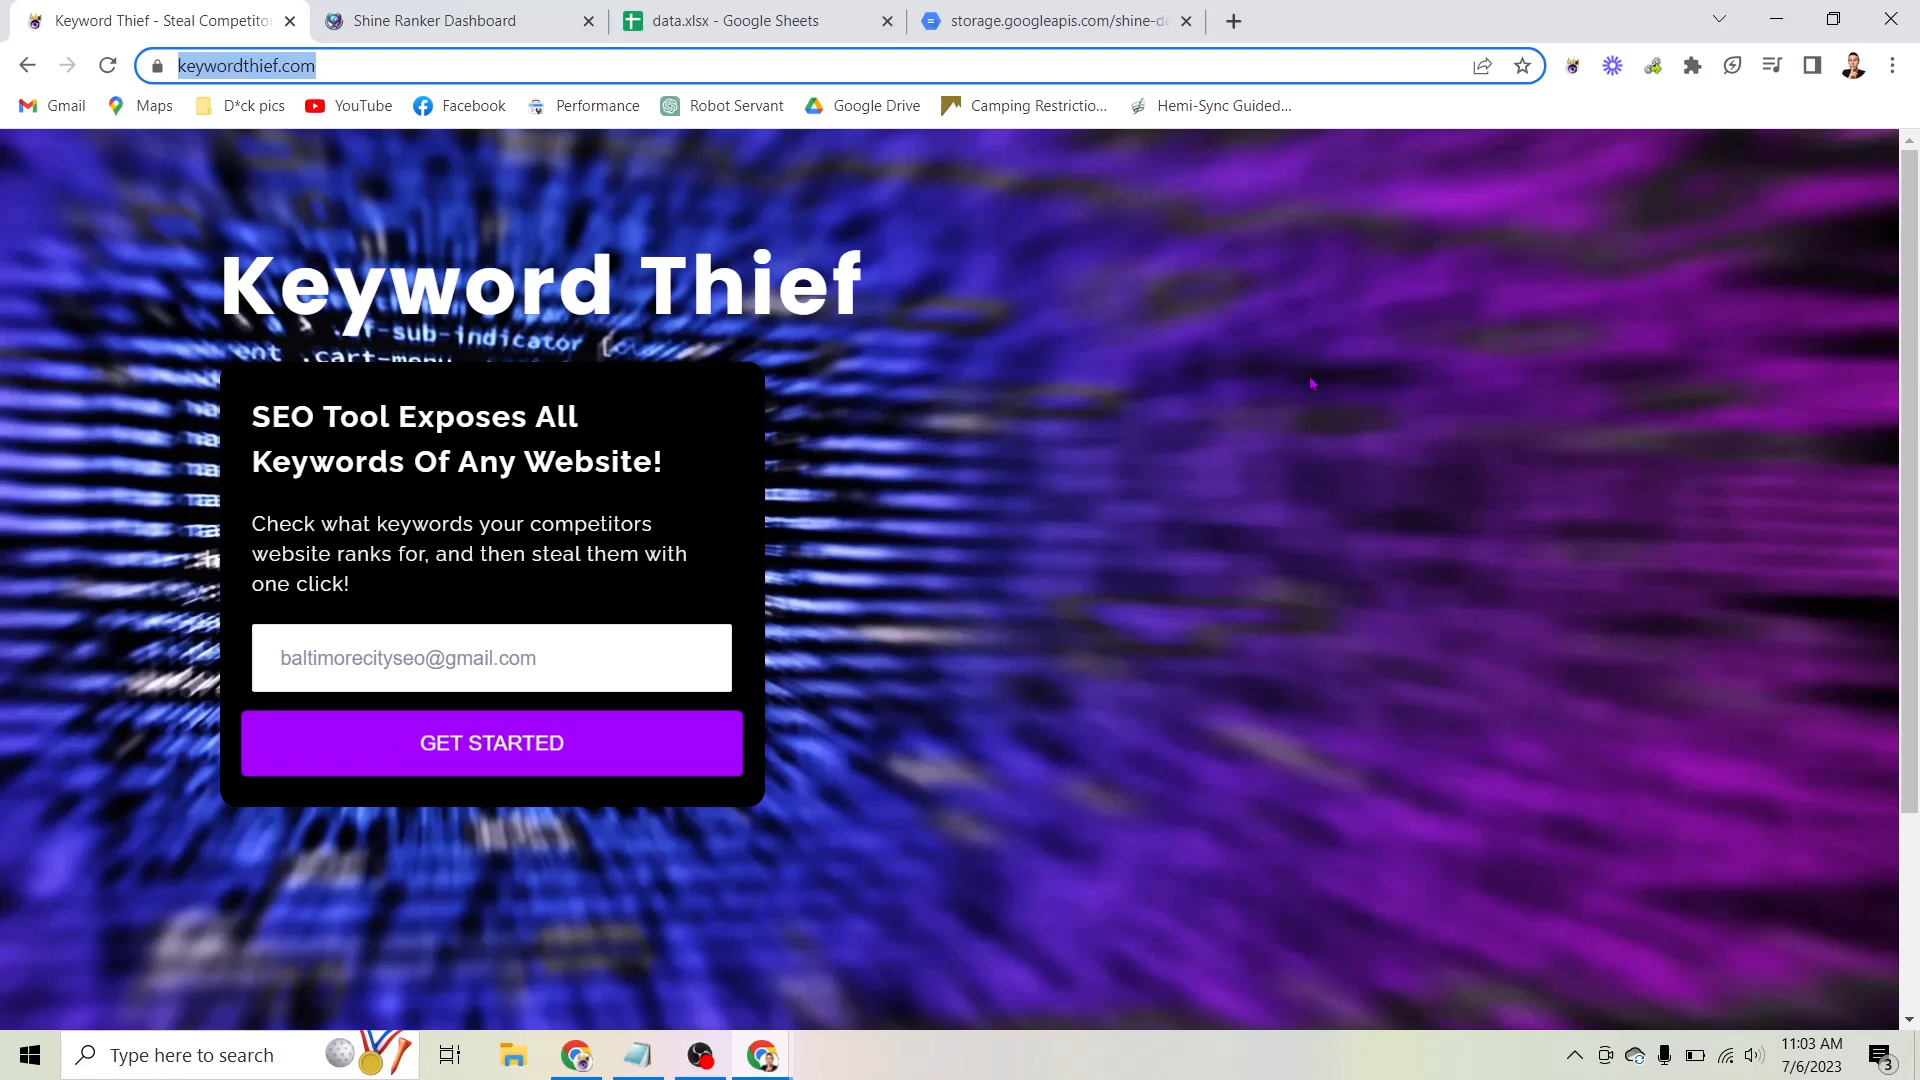 Keyword Thief - Steal Competito
Shine Ranker Dashboard
data.xlsx - Google Sheets
storage.googleapis.com/shine-de
keywordthief.com
Gmail
Maps
D*ck pics
YouTube
Facebook
Performance
Robot Servant
Google Drive
Camping Restrictio...
Hemi-Sync Guided...
Keyword Thief
f-sub-indicator
ent .cart-menu
SEO Tool Exposes All
Keywords Of Any Website!
Check what keywords your competitors
website ranks for, and then steal them with
one click!
baltimorecityseo@gmail.com
GET STARTED
Type here to search
11:03 AM
7/6/2023
3